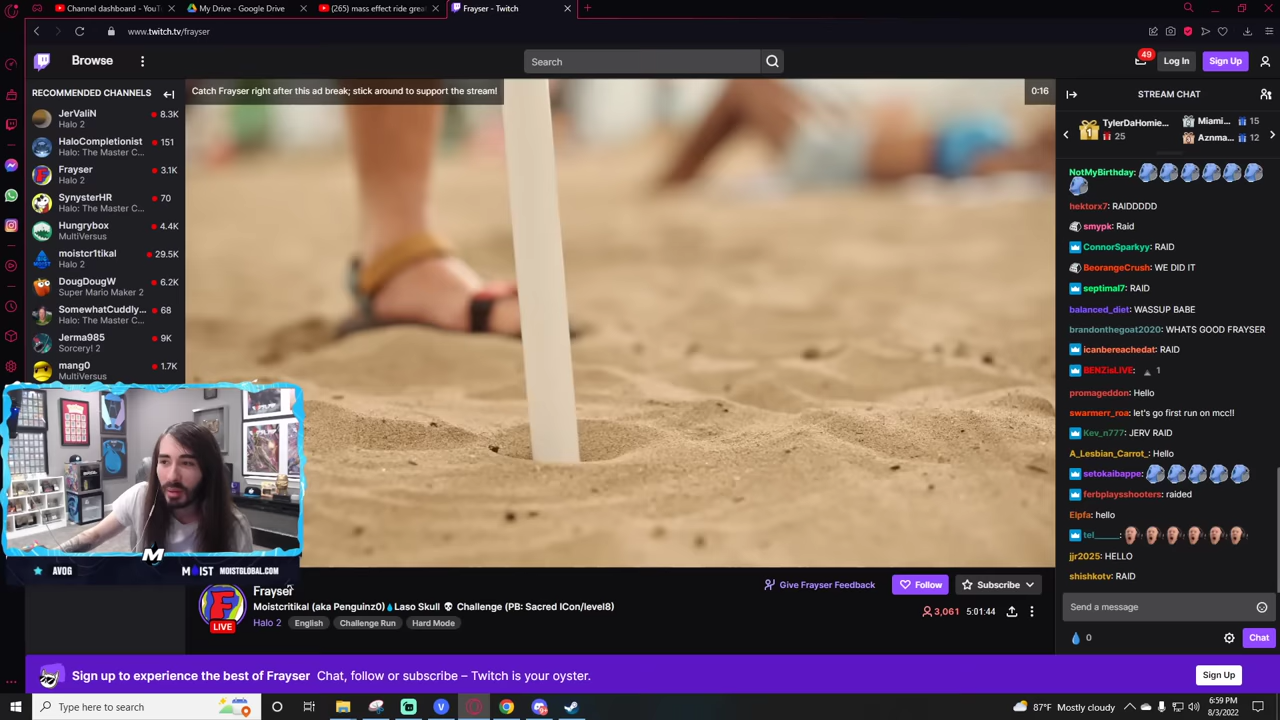 Channel dashboard - YouT
My Drive - Google Drive
(265) mass effect ride grea
Frayser - Twitch
www.twitch.tv/frayser
Browse
Search
49
Log In
Sign Up
RECOMMENDED CHANNELS
JerValiN
8.3K
Halo 2
HaloCompletionist
151
Halo: The Master C...
Frayser
3.1K
Halo 2
SynysterHR
70
Halo: The Master C...
Hungrybox
4.4K
MultiVersus
moistcr1tikal
29.5K
Halo 2
DougDougW
6.2K
Super Mario Maker 2
SomewhatCuddly...
68
Halo: The Master C...
Jerma985
9K
Sorcery! 2
mang0
1.7K
MultiVersus
Catch Frayser right after this ad break; stick around to support the stream!
0:16
STREAM CHAT
TylerDaHomie...
25
Miami...
15
Aznma...
12
NotMyBirthday:
hektorx7: RAIDDDDD
smypk: Raid
ConnorSparkyy: RAID
BeorangeCrush: WE DID IT
septimal7: RAID
balanced_diet: WASSUP BABE
brandonthegoat2020: WHATS GOOD FRAYSER
icanbereachedat: RAID
BENZisLIVE: 1
promageddon: Hello
swarmerr_roa: let's go first run on mcc!!
Kev_n777: JERV RAID
A_Lesbian_Carrot_: Hello
setokaibappe:
ferbplaysshooters: raided
Elpfa: hello
tel_____:
jjr2025: HELLO
shishkotv: RAID
Send a message
0
Chat
M
AVOG
MOIST
MOISTGLOBAL.COM
F
LIVE
Frayser
Moistcritikal (aka Penguinz0) Laso Skull Challenge (PB: Sacred ICon/level8)
Halo 2
English
Challenge Run
Hard Mode
Give Frayser Feedback
Follow
Subscribe
3,061
5:01:44
Sign up to experience the best of Frayser
Chat, follow or subscribe – Twitch is your oyster.
Sign Up
Type here to search
87°F Mostly cloudy
6:59 PM
8/3/2022